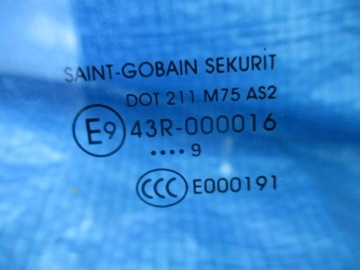 SAINT-GOBAIN SEKURIT
DOT 211 M75 AS2
E9 43R-000016
•••• 9
CCC E000191